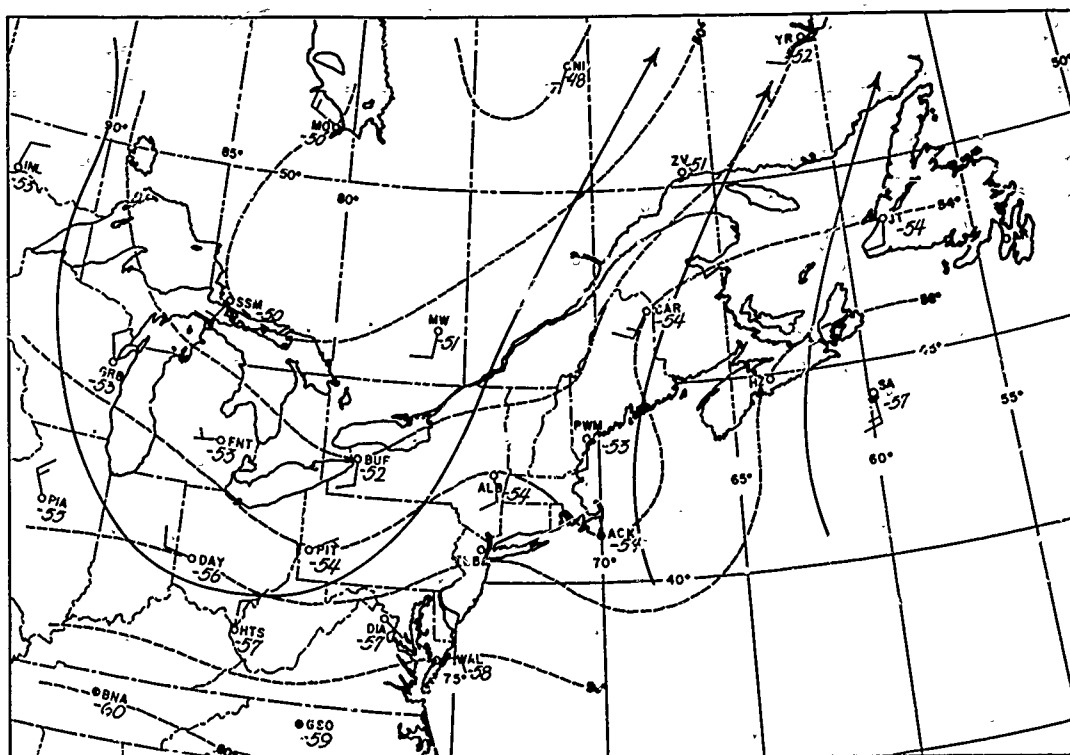 YR
-52
CNI
-48
50°
90°
MO
-50
85°
INL
-53
50°
80°
ZV
-51
JT
-54
54°
SSM
-50
CAR
-54
56°
MW
-51
GRB
-53
45°
H
SA
-57
55°
FNT
-53
BUF
-52
PWM
-53
60°
65°
PIA
-55
ALB
-54
ACK
-54
70°
DAY
-56
PIT
-54
40°
HTS
-57
DIA
-57
WAL
-58
75°
BNA
-60
GSO
-59